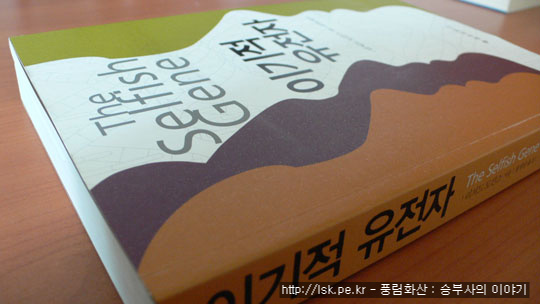 The
Selfish
Gene
이기적
유전자
이기적 유전자
The Selfish Gene
http://lsk.pe.kr - 풍림화산 : 승부사의 이야기